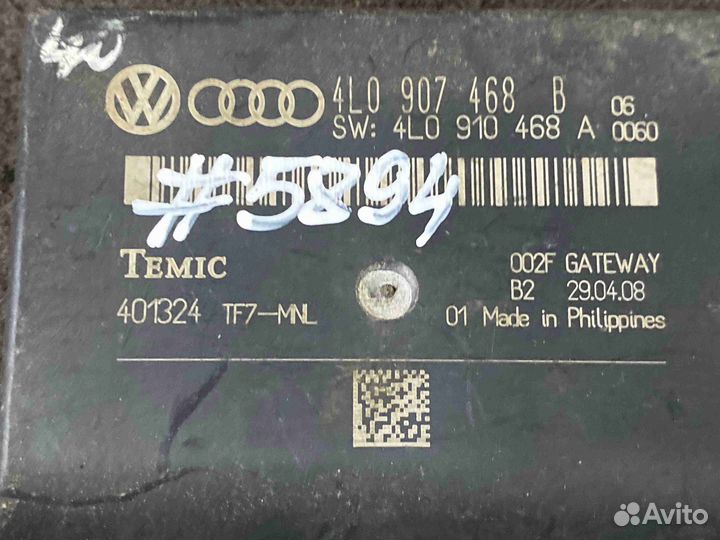 4L0 907 468 B 06
SW: 4L0 910 468 A 0060
#5894
TEMIC
002F GATEWAY
B2 29.04.08
401324 TF7-MNL
01 Made in Philippines
Avito